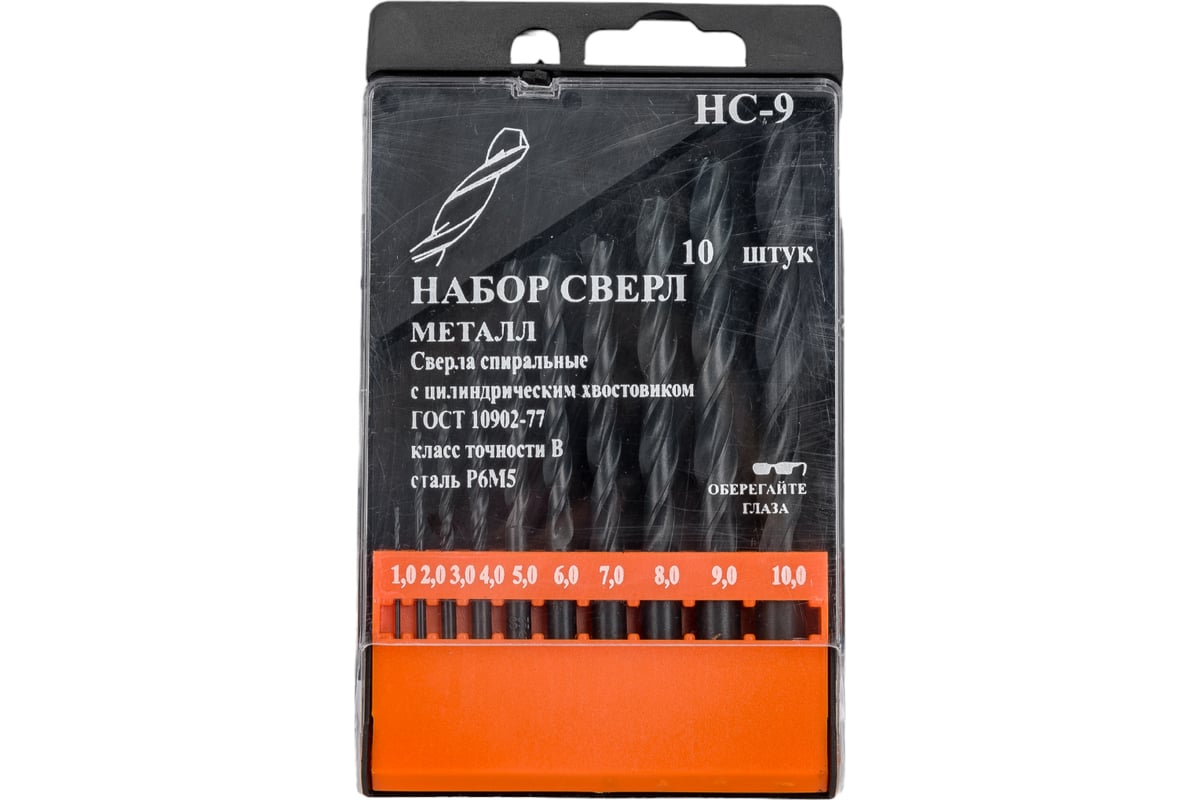 НС-9
10 штук
НАБОР СВЕРЛ
МЕТАЛЛ
Сверла спиральные
с цилиндрическим хвостовиком
ГОСТ 10902-77
класс точности В
сталь Р6М5
ОБЕРЕГАЙТЕ
ГЛАЗА
1,0 2,0 3,0 4,0 5,0 6,0 7,0 8,0 9,0 10,0